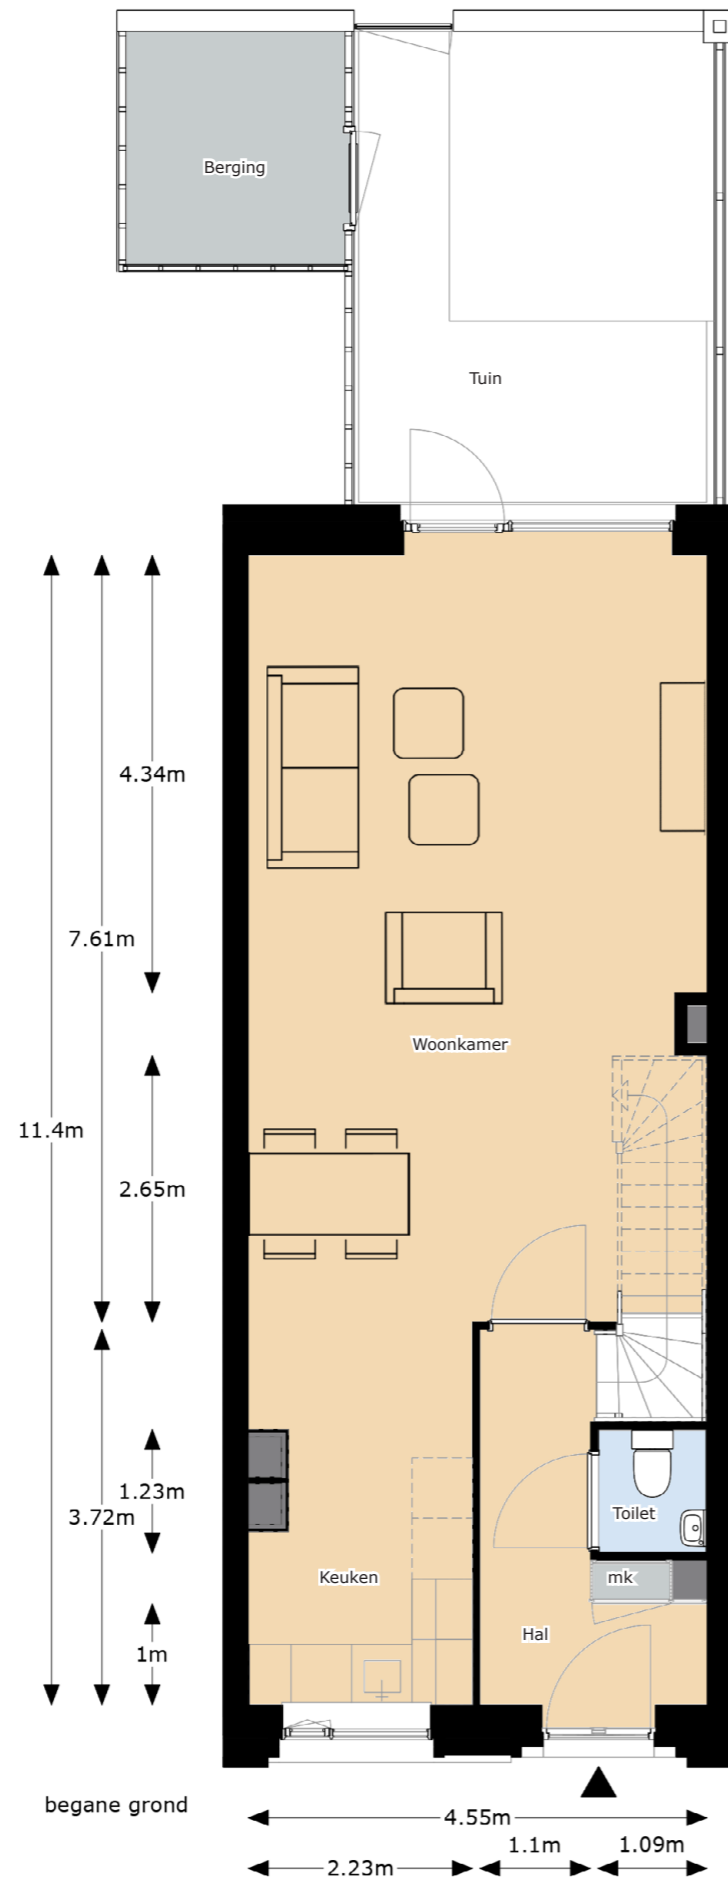 Berging
Tuin
4.34m
7.61m
Woonkamer
11.4m
2.65m
1.23m
3.72m
Toilet
Keuken
mk
Hal
1m
begane grond
4.55m
1.1m
1.09m
2.23m